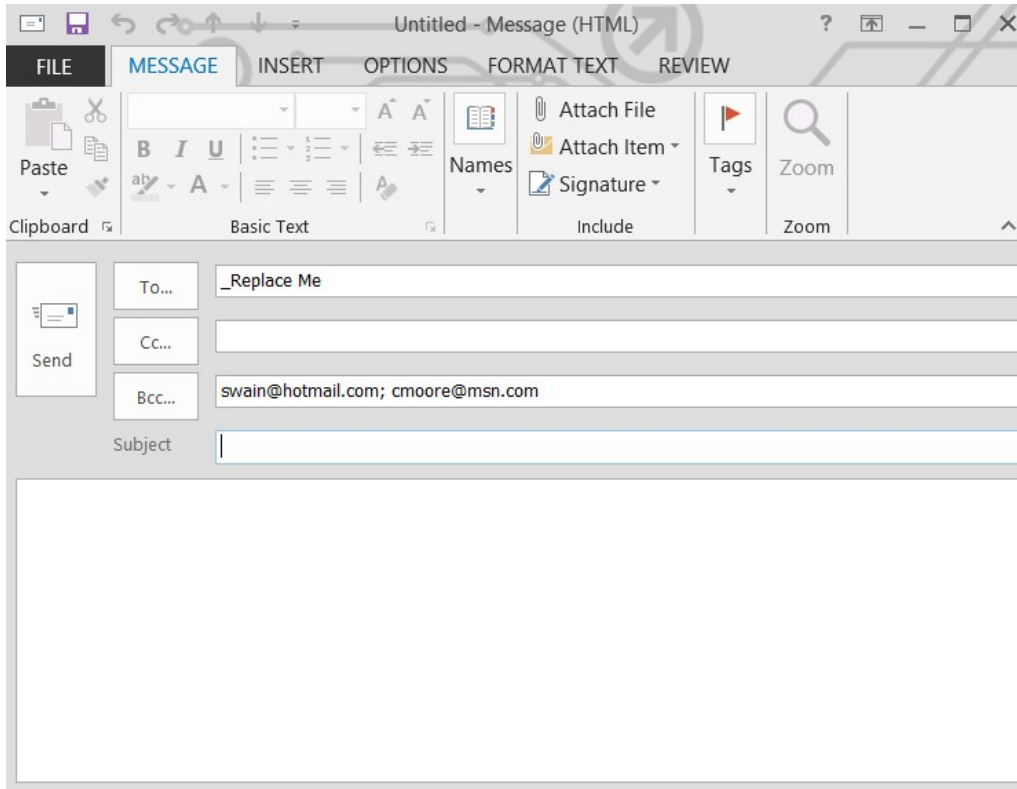 Untitled - Message (HTML) ?
FILE MESSAGE INSERT OPTIONS FORMAT TEXT REVIEW
Paste
Clipboard
B I U
ab A
A A
A
Basic Text
Names
Attach File
Attach Item
Signature
Include
Tags
Zoom
Zoom
Send
To... _Replace Me
Cc...
Bcc... swain@hotmail.com; cmoore@msn.com
Subject